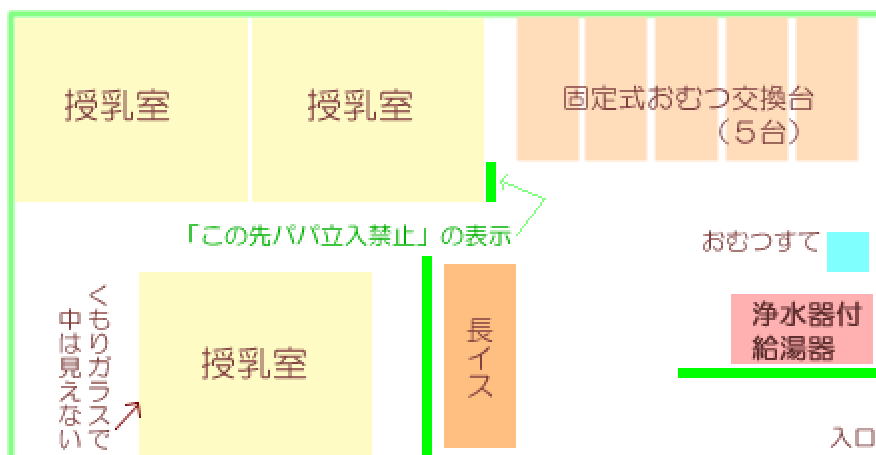 授乳室
授乳室
固定式おむつ交換台
（５台）
「この先パパ立入禁止」の表示
おむつすて
浄水器付
給湯器
くもりガラスで
中は見えない
授乳室
長イス
入口